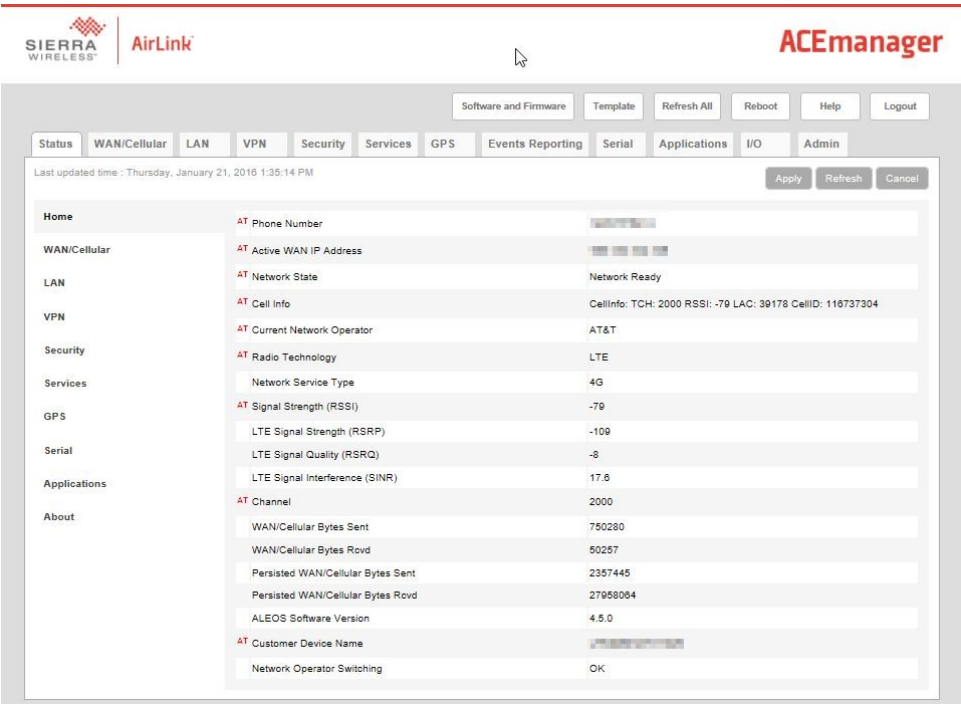 SIERRA WIRELESS AirLink ACEmanager
Software and Firmware Template Refresh All Reboot Help Logout
Status WAN/Cellular LAN VPN Security Services GPS Events Reporting Serial Applications I/O Admin
Last updated time : Thursday, January 21, 2016 1:35:14 PM Apply Refresh Cancel
Home
WAN/Cellular
LAN
VPN
Security
Services
GPS
Serial
Applications
About
AT Phone Number
AT Active WAN IP Address
AT Network State Network Ready
AT Cell Info CellInfo: TCH: 2000 RSSI: -79 LAC: 39178 CellID: 116737304
AT Current Network Operator AT&T
AT Radio Technology LTE
Network Service Type 4G
AT Signal Strength (RSSI) -79
LTE Signal Strength (RSRP) -109
LTE Signal Quality (RSRQ) -8
LTE Signal Interference (SINR) 17.6
AT Channel 2000
WAN/Cellular Bytes Sent 750280
WAN/Cellular Bytes Rcvd 50257
Persisted WAN/Cellular Bytes Sent 2357445
Persisted WAN/Cellular Bytes Rcvd 27958064
ALEOS Software Version 4.5.0
AT Customer Device Name
Network Operator Switching OK